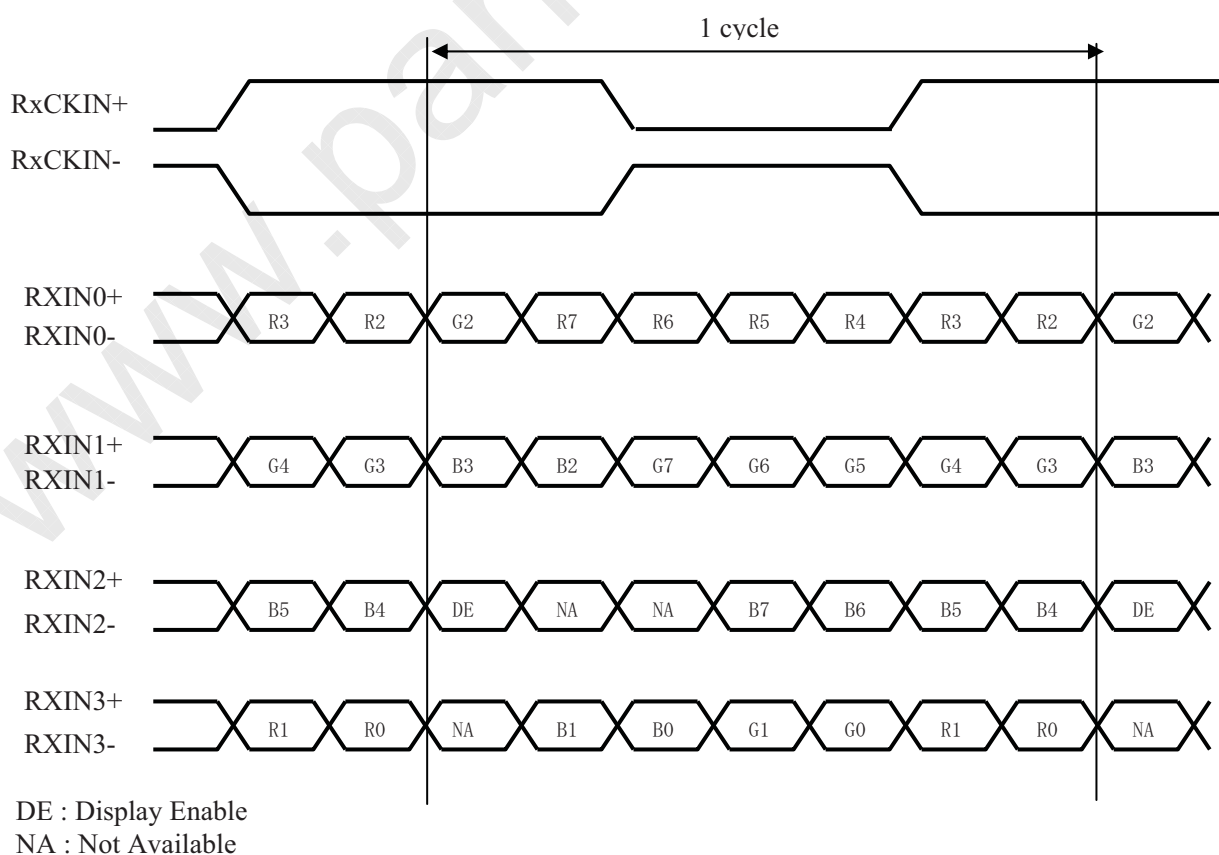 1 cycle
RxCKIN+
RxCKIN-
RXIN0+
R3 R2 G2 R7 R6 R5 R4 R3 R2 G2
RXIN0-
RXIN1+
G4 G3 B3 B2 G7 G6 G5 G4 G3 B3
RXIN1-
RXIN2+
B5 B4 DE NA NA B7 B6 B5 B4 DE
RXIN2-
RXIN3+
R1 R0 NA B1 B0 G1 G0 R1 R0 NA
RXIN3-
DE : Display Enable
NA : Not Available
www.pan